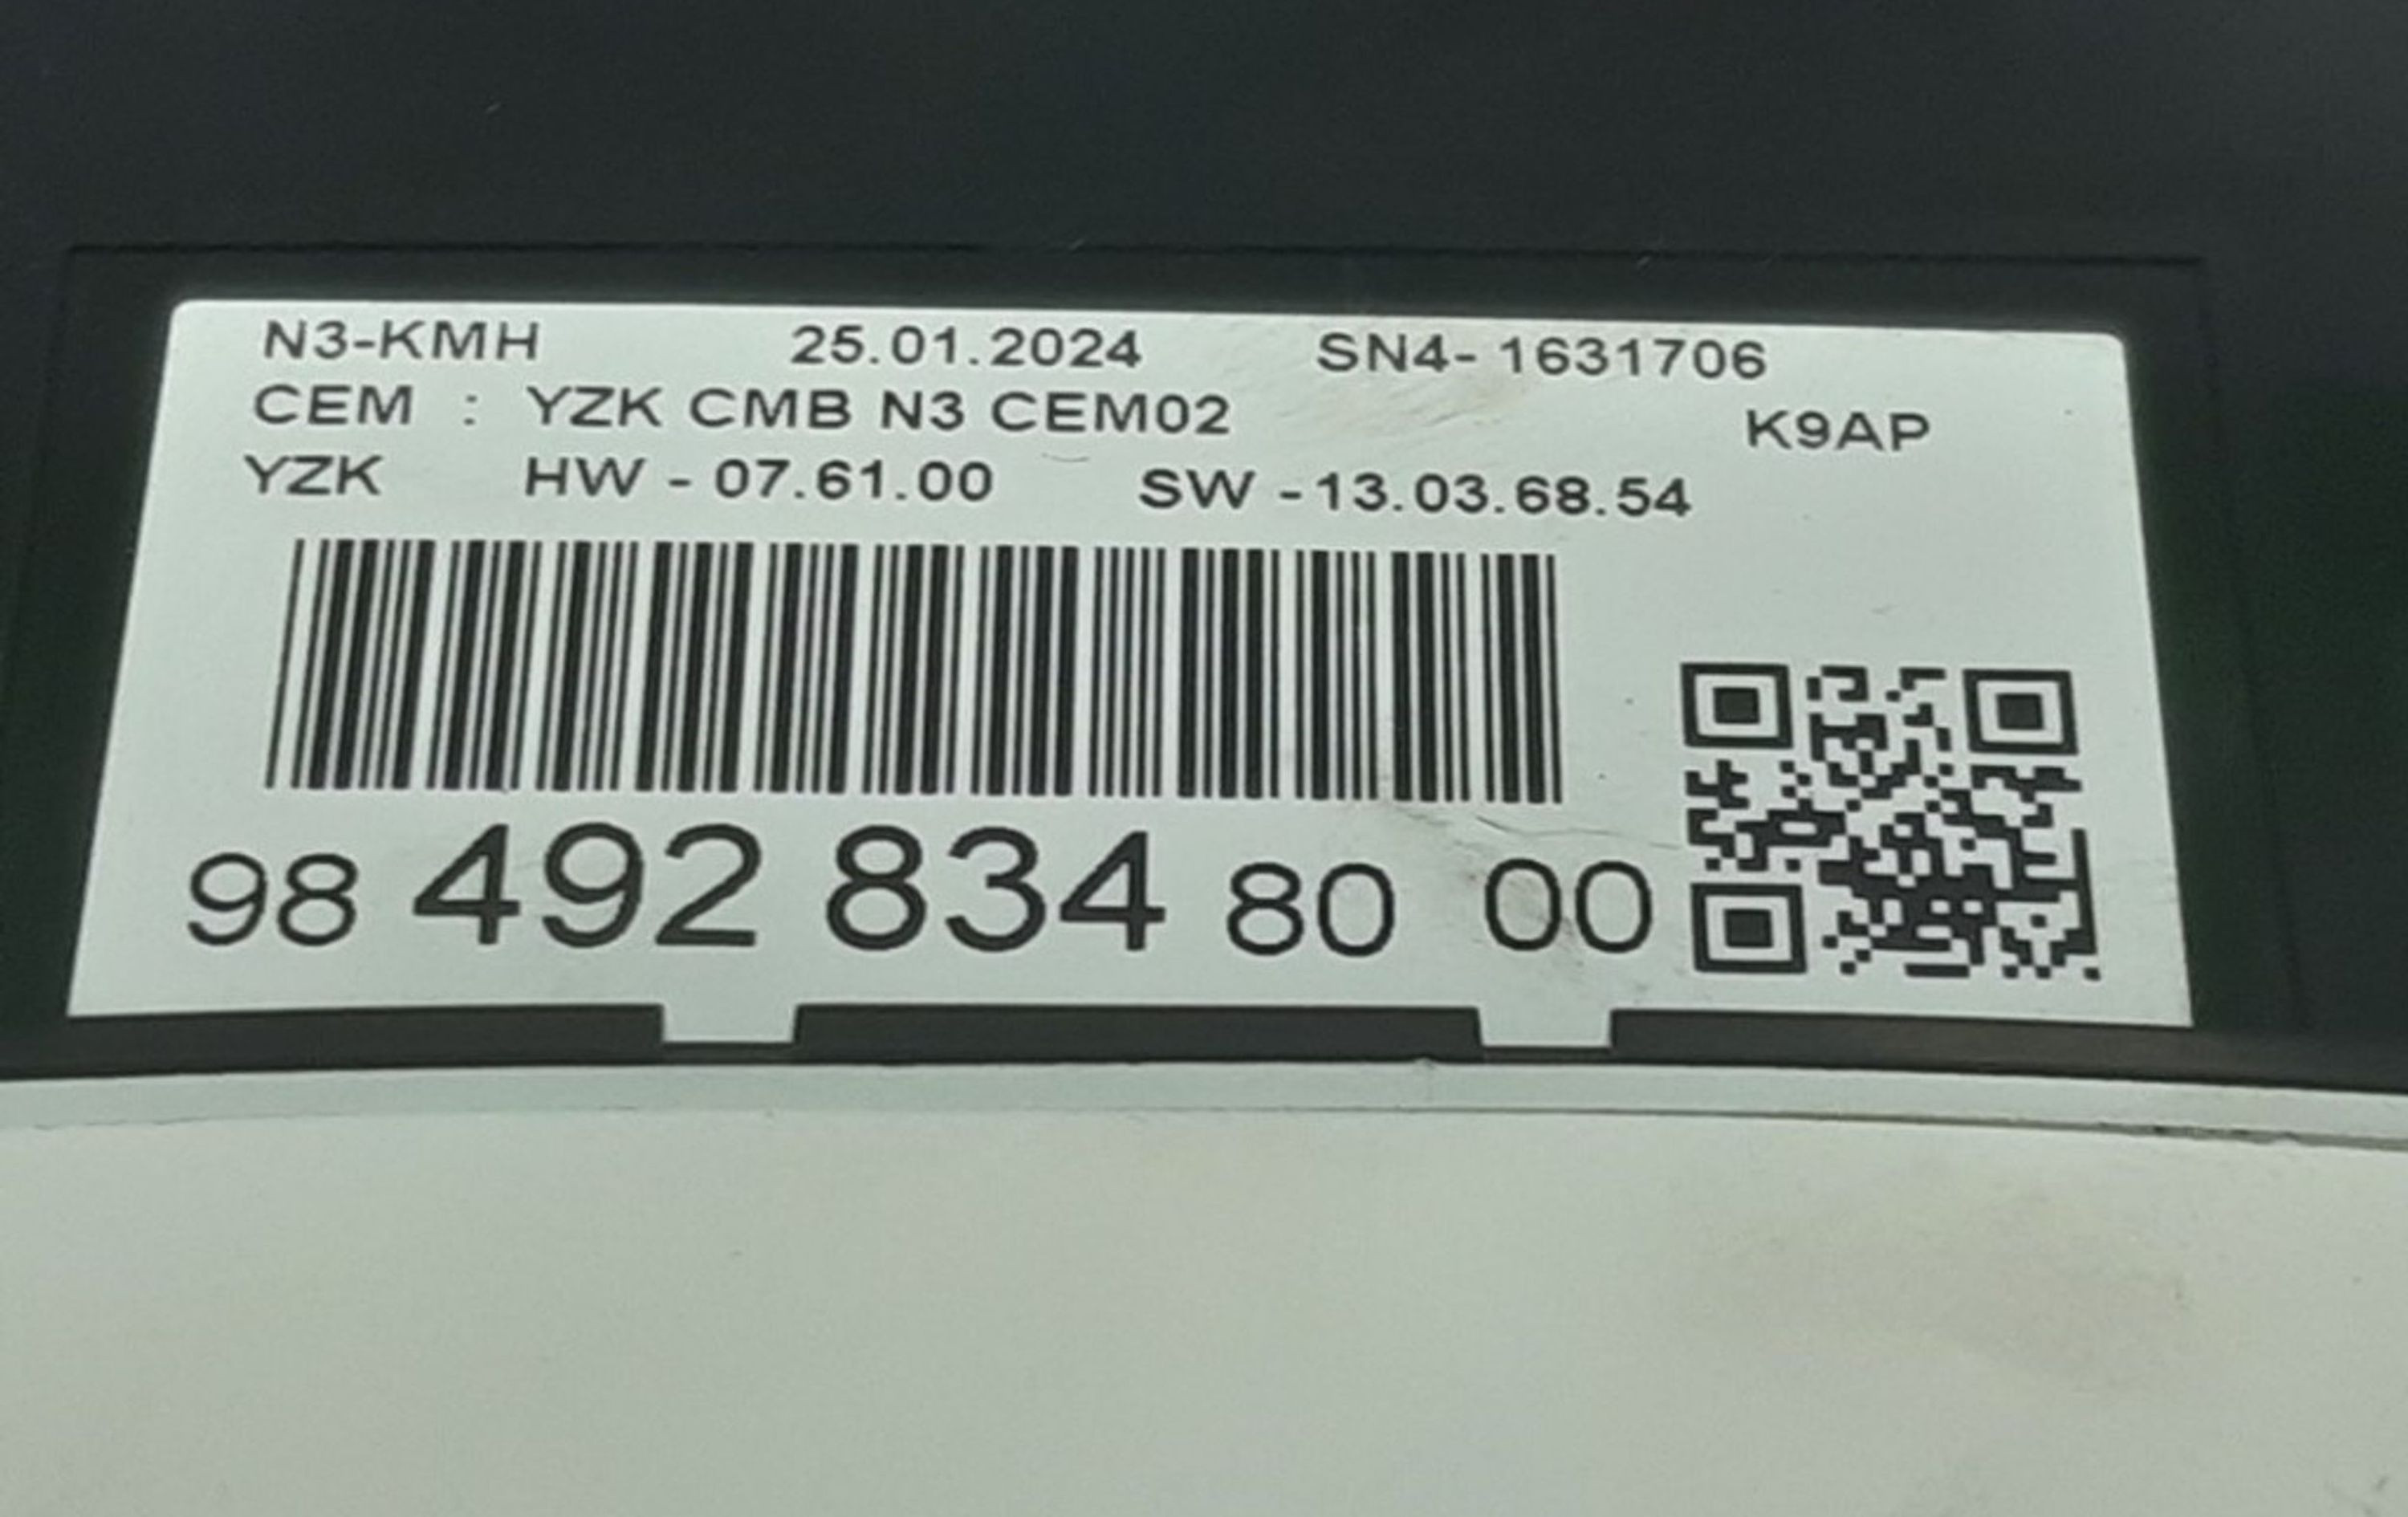 N3-KMH 25.01.2024 SN4- 1631706
CEM : YZK CMB N3 CEM02 K9AP
YZK HW - 07.61.00 SW -13.03.68.54
98 492 834 80 00